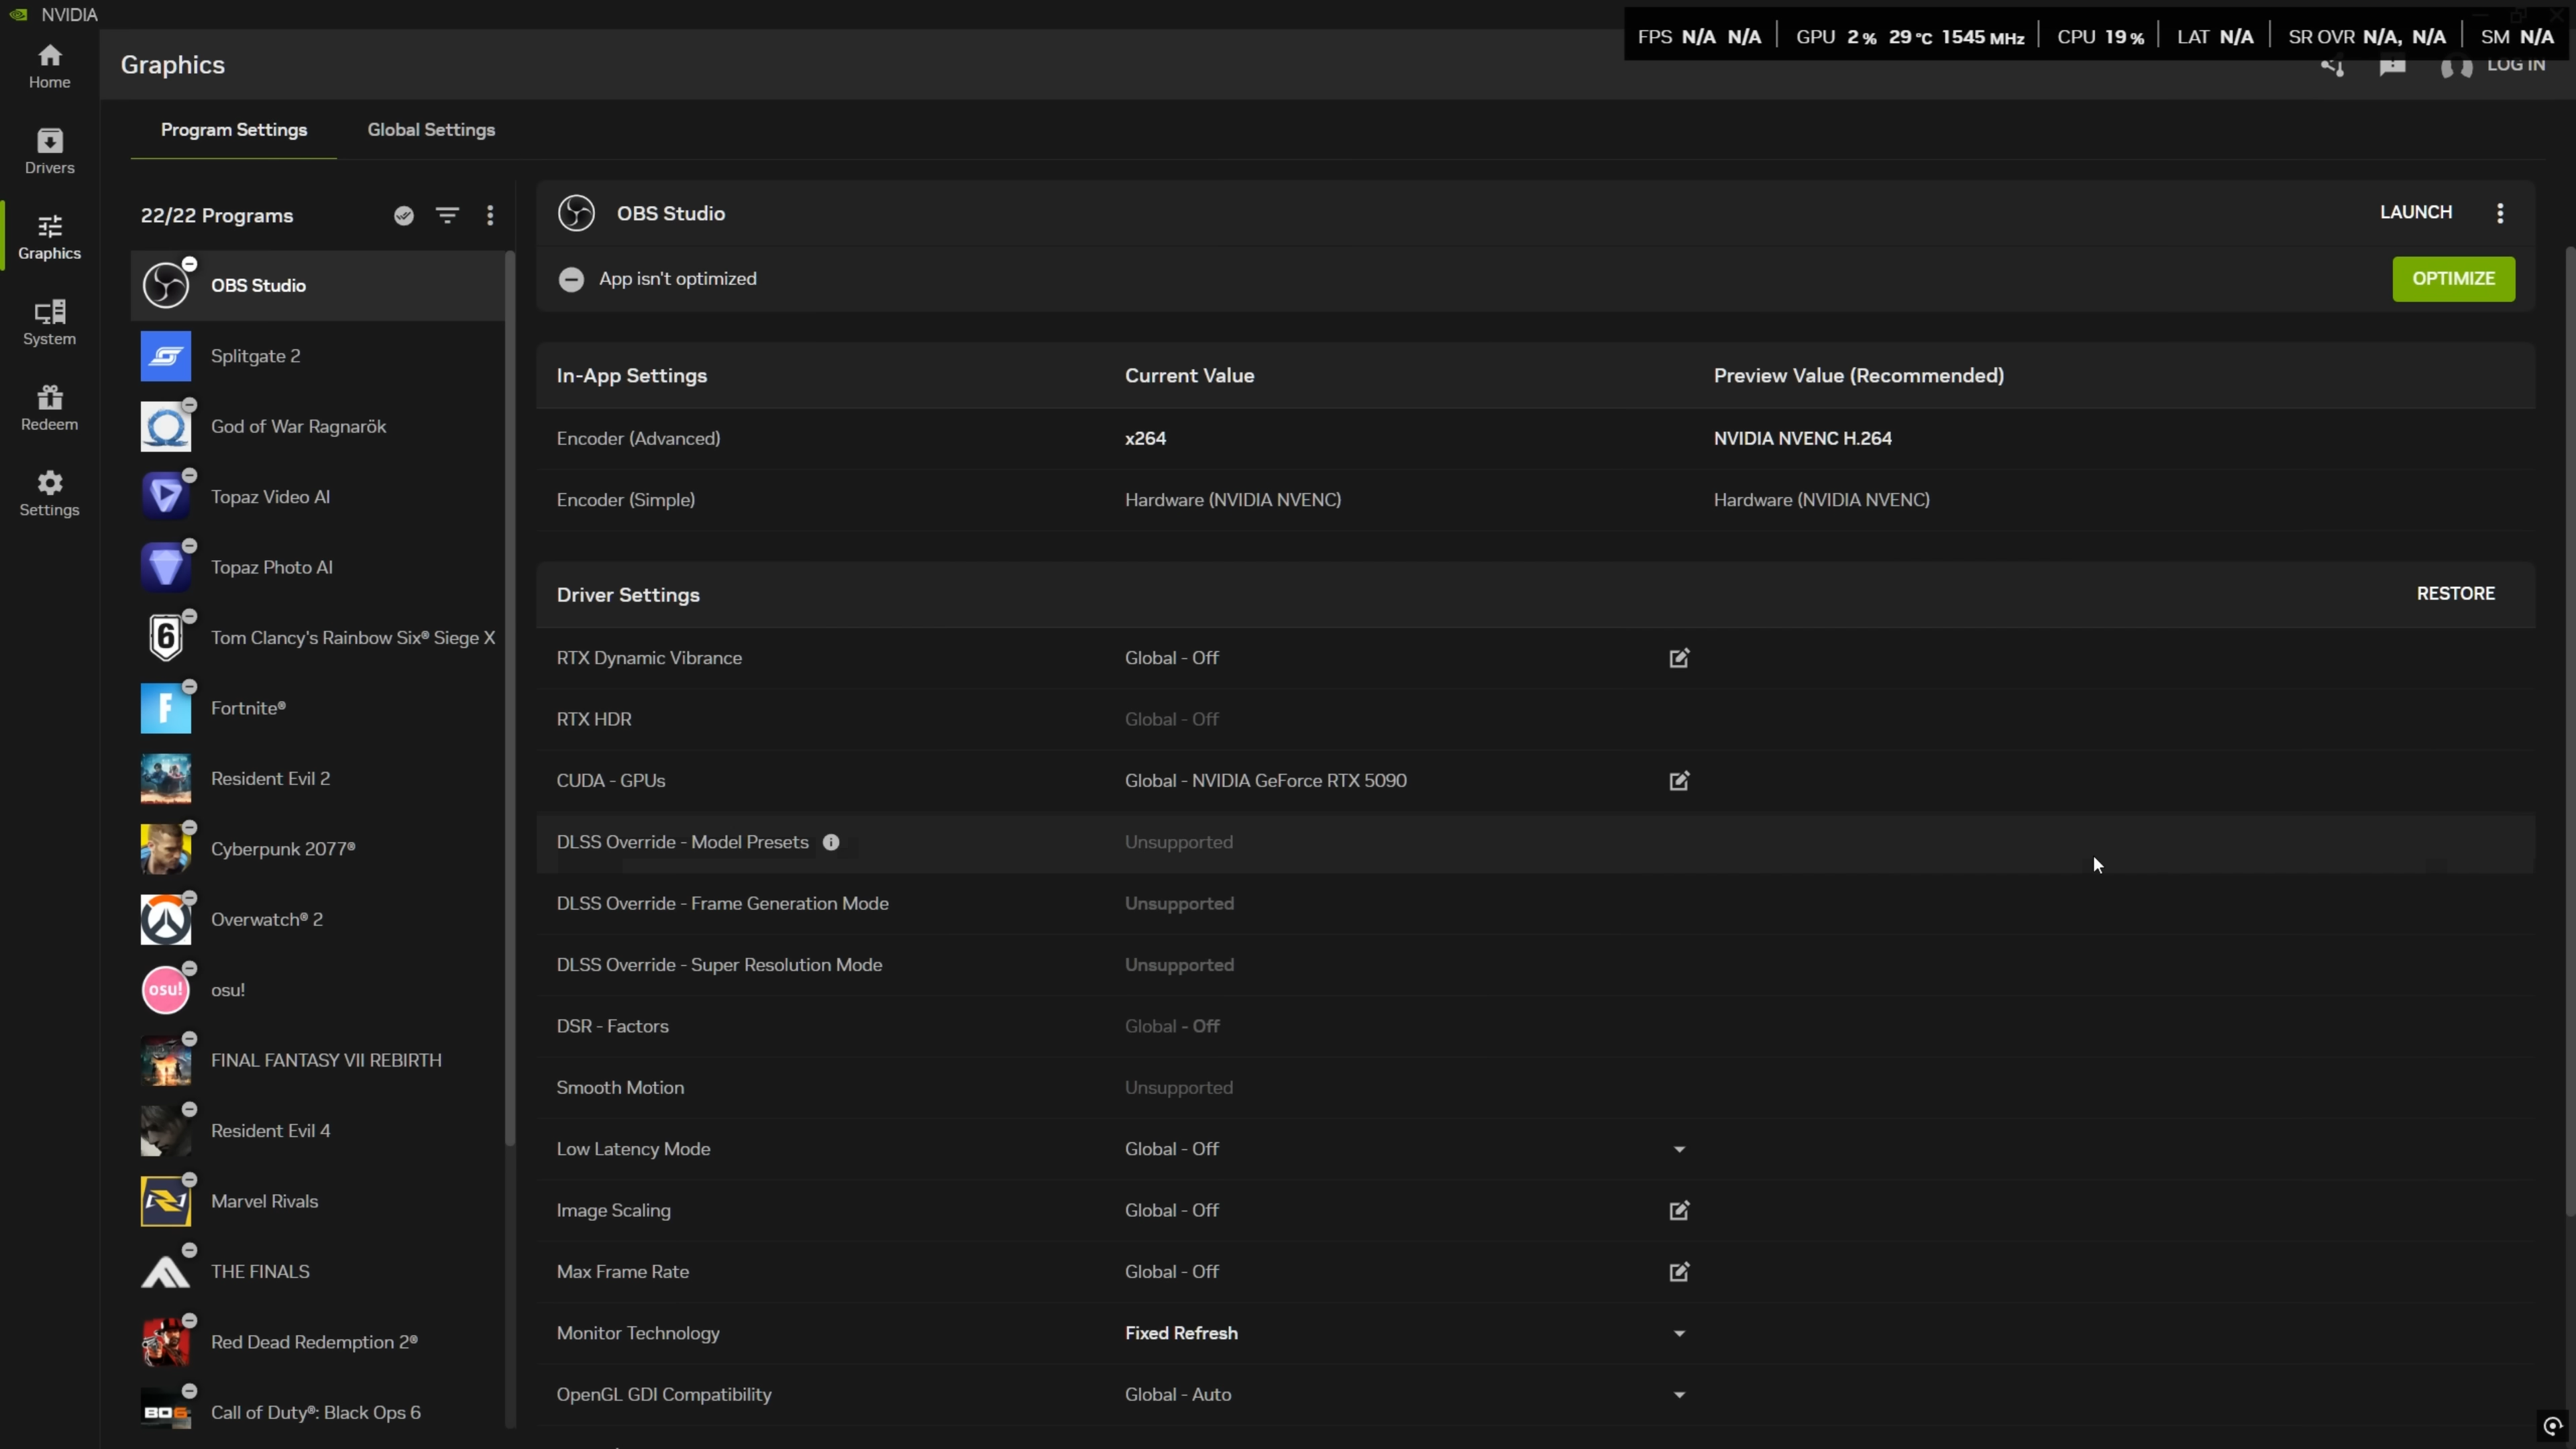 NVIDIA
FPS N/A N/A GPU 2 % 29 °C 1545 MHz CPU 19 % LAT N/A SR OVR N/A, N/A SM N/A
Home
Graphics
LOG IN
Drivers
Graphics
System
Redeem
Settings
Program Settings Global Settings
22/22 Programs
OBS Studio
Splitgate 2
God of War Ragnarök
Topaz Video AI
Topaz Photo AI
6
Tom Clancy's Rainbow Six® Siege X
F
Fortnite®
Resident Evil 2
Cyberpunk 2077®
Overwatch® 2
osu!
osu!
FINAL FANTASY VII REBIRTH
Resident Evil 4
Marvel Rivals
THE FINALS
Red Dead Redemption 2®
BO6
Call of Duty®: Black Ops 6
OBS Studio LAUNCH
App isn't optimized OPTIMIZE
In-App Settings Current Value Preview Value (Recommended)
Encoder (Advanced) x264 NVIDIA NVENC H.264
Encoder (Simple) Hardware (NVIDIA NVENC) Hardware (NVIDIA NVENC)
Driver Settings RESTORE
RTX Dynamic Vibrance Global - Off
RTX HDR Global - Off
CUDA - GPUs Global - NVIDIA GeForce RTX 5090
DLSS Override - Model Presets Unsupported
DLSS Override - Frame Generation Mode Unsupported
DLSS Override - Super Resolution Mode Unsupported
DSR - Factors Global - Off
Smooth Motion Unsupported
Low Latency Mode Global - Off
Image Scaling Global - Off
Max Frame Rate Global - Off
Monitor Technology Fixed Refresh
OpenGL GDI Compatibility Global - Auto